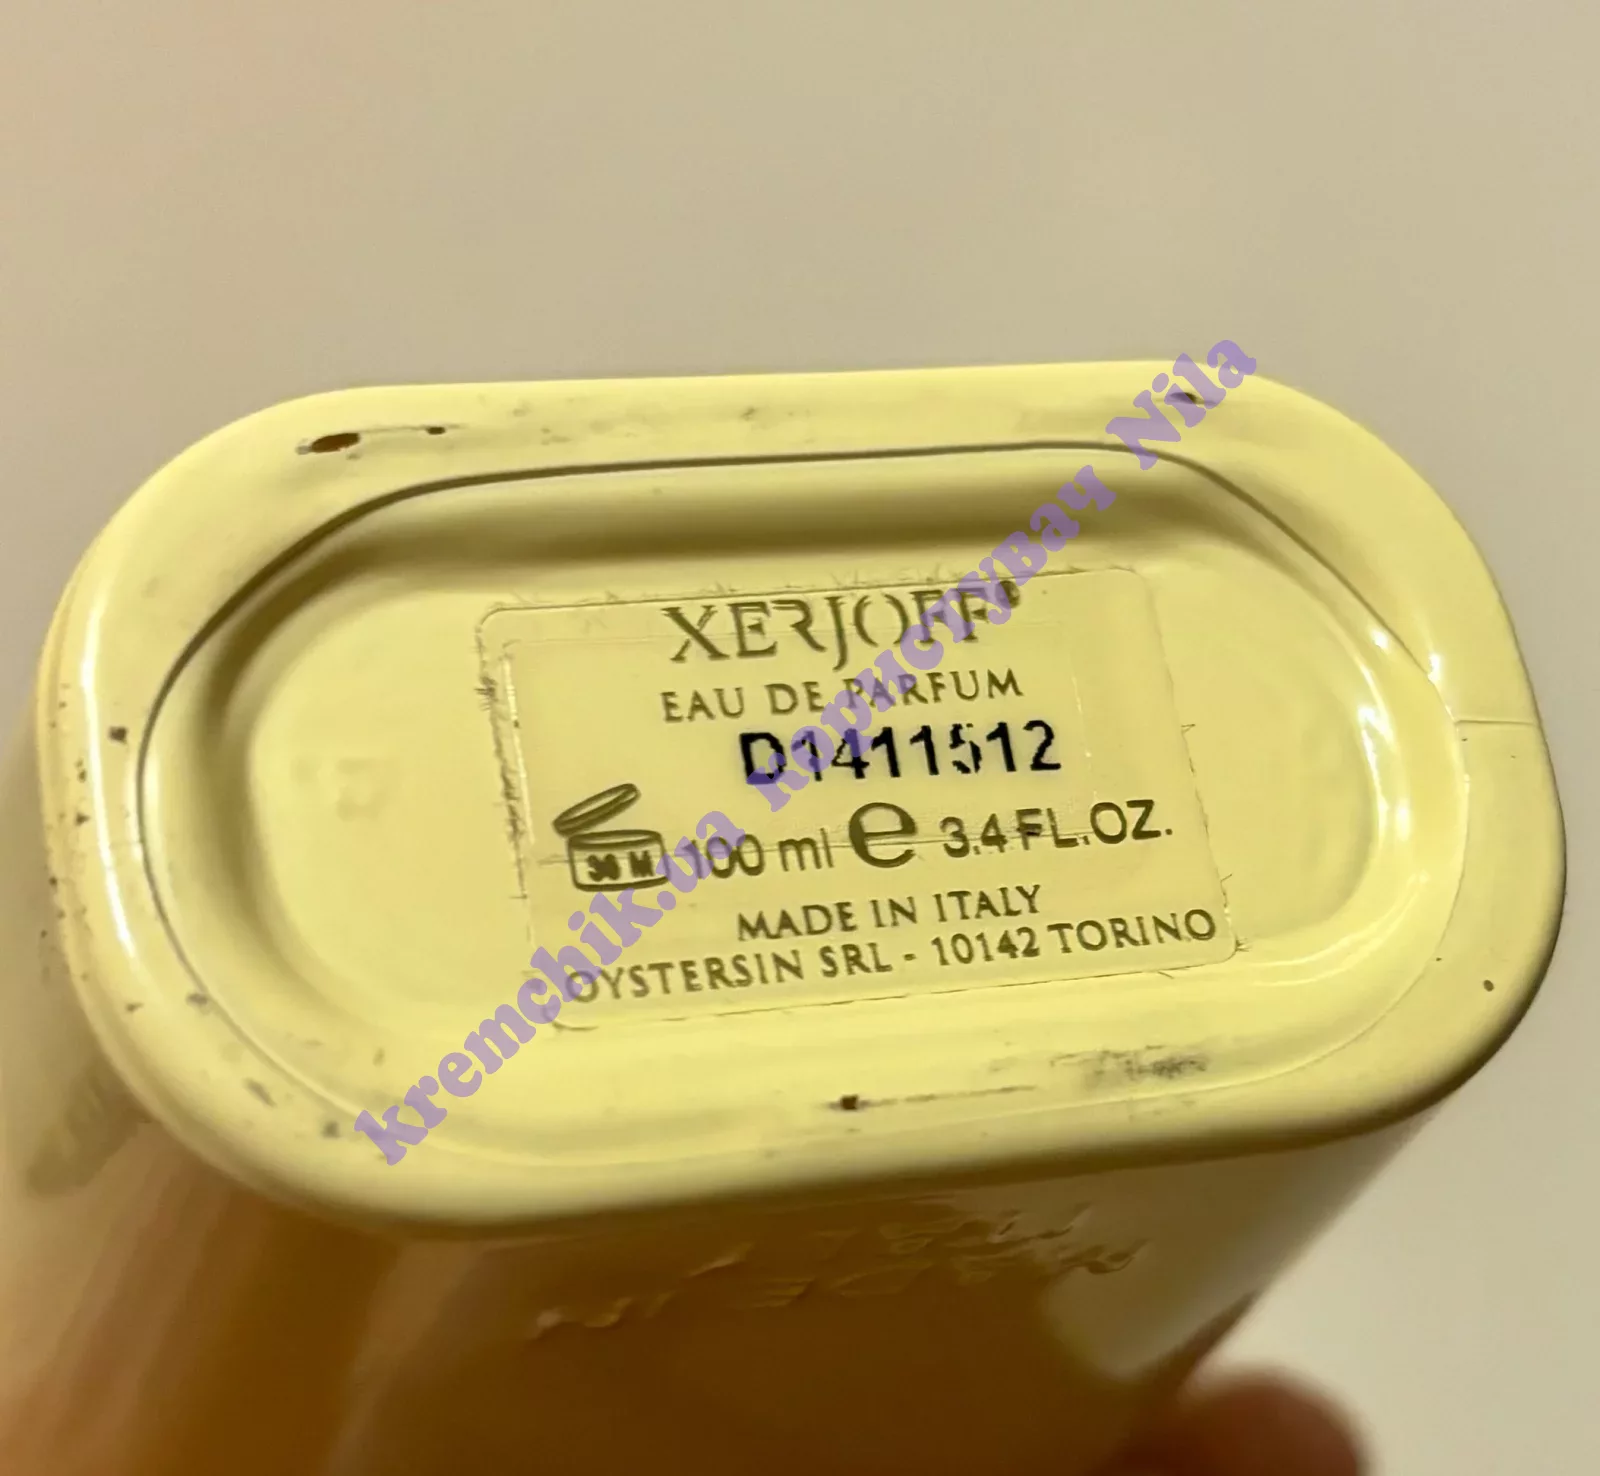 XERJOFF®
EAU DE PARFUM
D1411512
30 M 100 ml e 3.4 FL.OZ.
MADE IN ITALY
OYSTERSIN SRL - 10142 TORINO
kremchik.ua користувач Nila